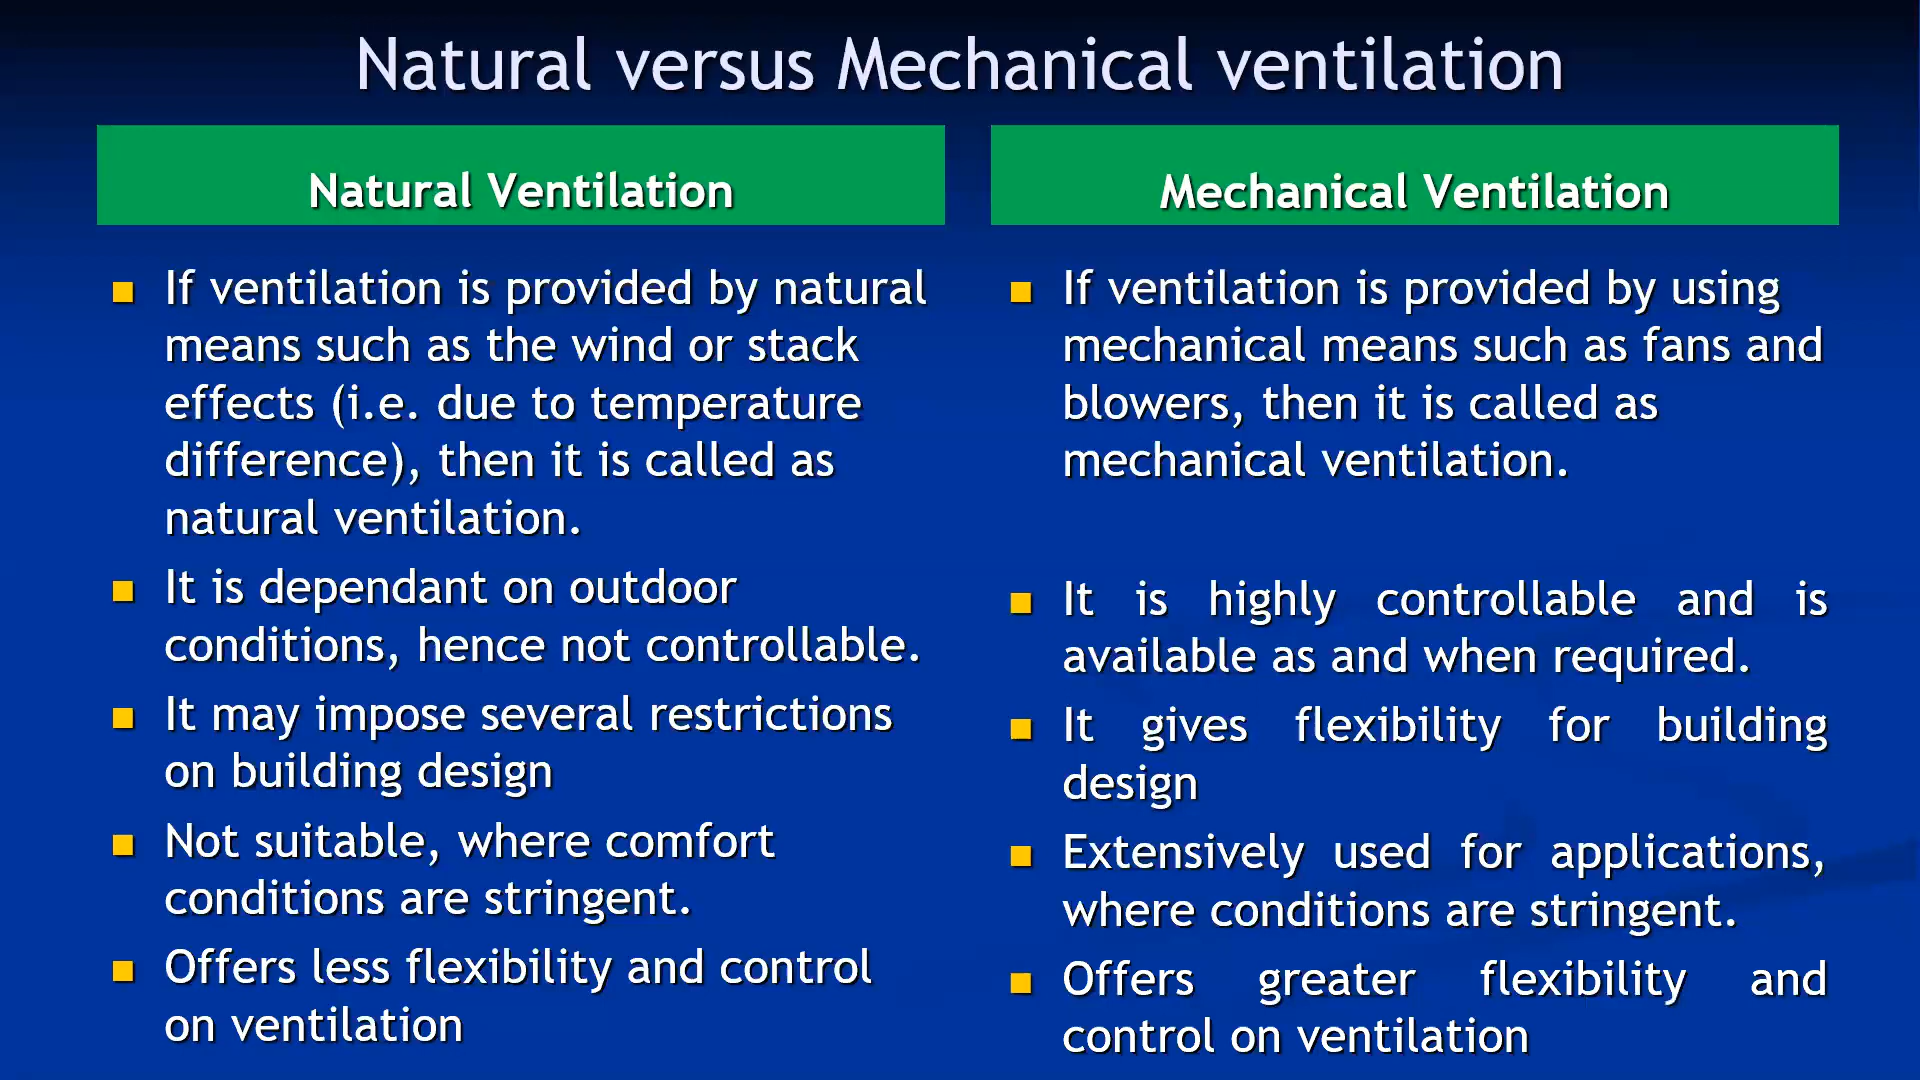 Natural versus Mechanical ventilation
Natural Ventilation
If ventilation is provided by natural
means such as the wind or stack
effects (i.e. due to temperature
difference), then it is called as
natural ventilation.
It is dependant on outdoor
conditions, hence not controllable.
It may impose several restrictions
on building design
Not suitable, where comfort
conditions are stringent.
Offers less flexibility and control
on ventilation
Mechanical Ventilation
If ventilation is provided by using
mechanical means such as fans and
blowers, then it is called as
mechanical ventilation.
It is highly controllable and is
available as and when required.
It gives flexibility for building
design
Extensively used for applications,
where conditions are stringent.
Offers greater flexibility and
control on ventilation